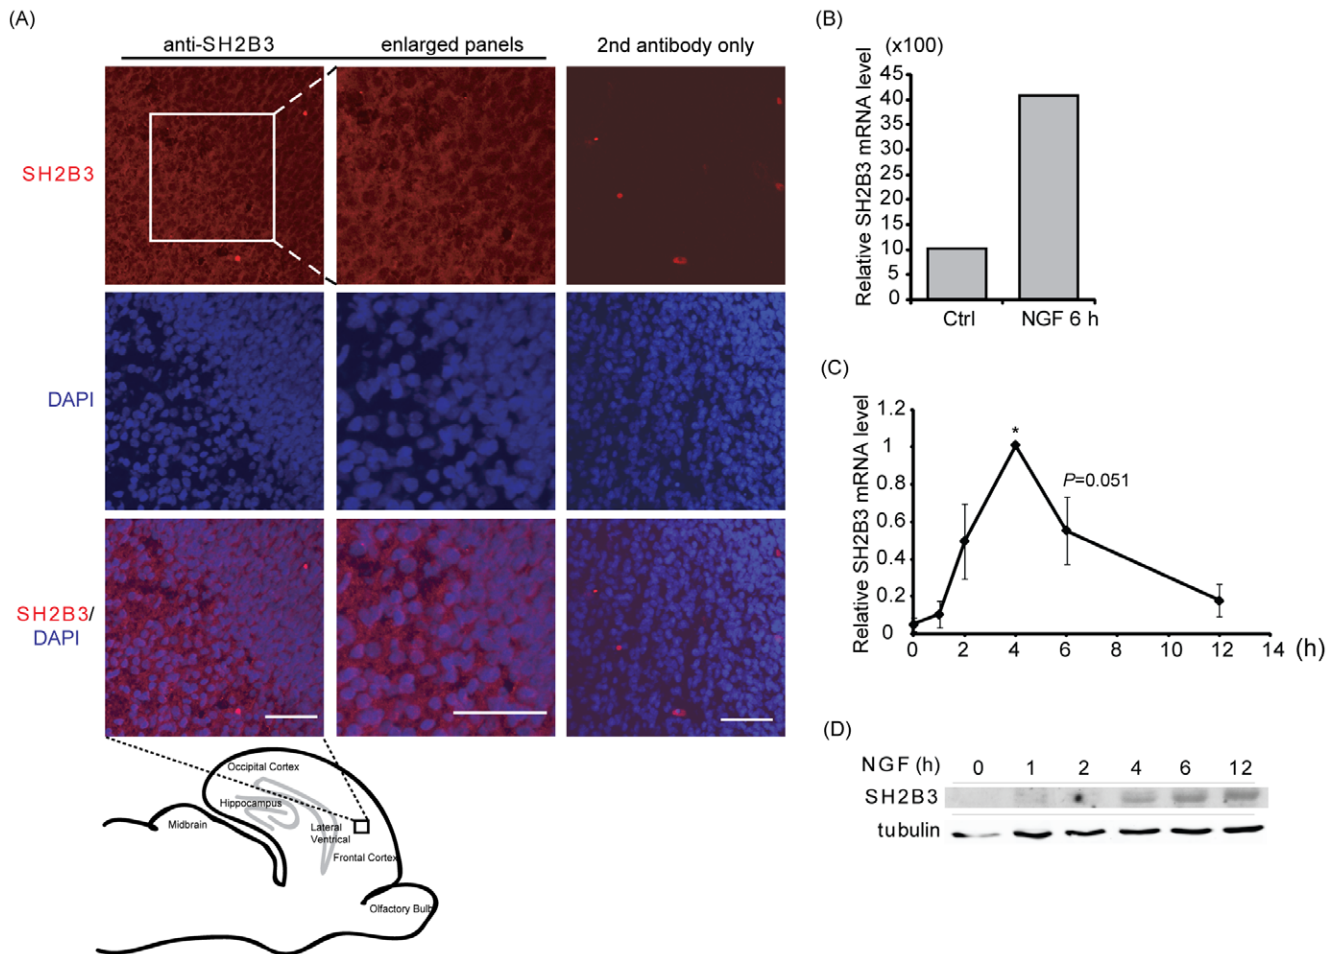 (A)
anti-SH2B3
enlarged panels
2nd antibody only
SH2B3
DAPI
SH2B3/
DAPI
Occipital Cortex
Hippocampus
Midbrain
Lateral
Ventrical
Frontal Cortex
Olfactory Bulb
(B)
(x100)
Relative SH2B3 mRNA level
45
40
35
30
25
20
15
10
5
0
Ctrl
NGF 6 h
(C)
Relative SH2B3 mRNA level
1.2
1
0.8
0.6
0.4
0.2
0
*
P=0.051
0 2 4 6 8 10 12 14 (h)
(D)
NGF (h) 0 1 2 4 6 12
SH2B3
tubulin